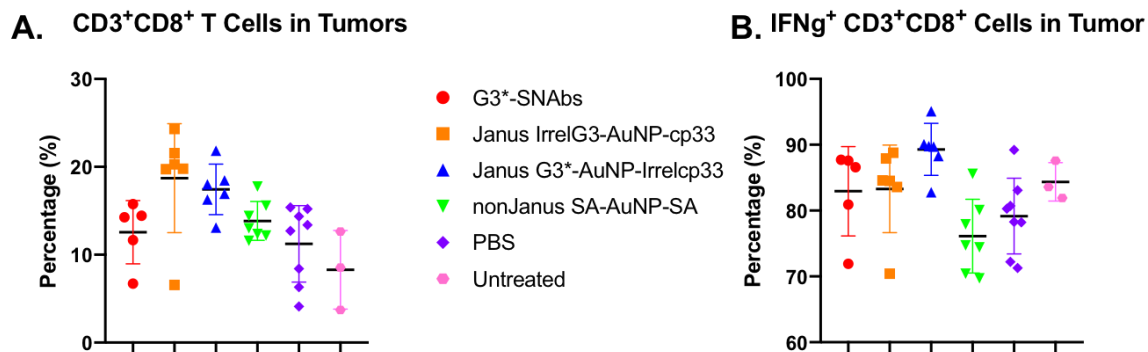 A. CD3⁺CD8⁺ T Cells in Tumors
Percentage (%)
30
20
10
0
G3*-SNAbs
Janus IrrelG3-AuNP-cp33
Janus G3*-AuNP-Irrelcp33
nonJanus SA-AuNP-SA
PBS
Untreated
B. IFNg⁺ CD3⁺CD8⁺ Cells in Tumor
Percentage (%)
100
90
80
70
60